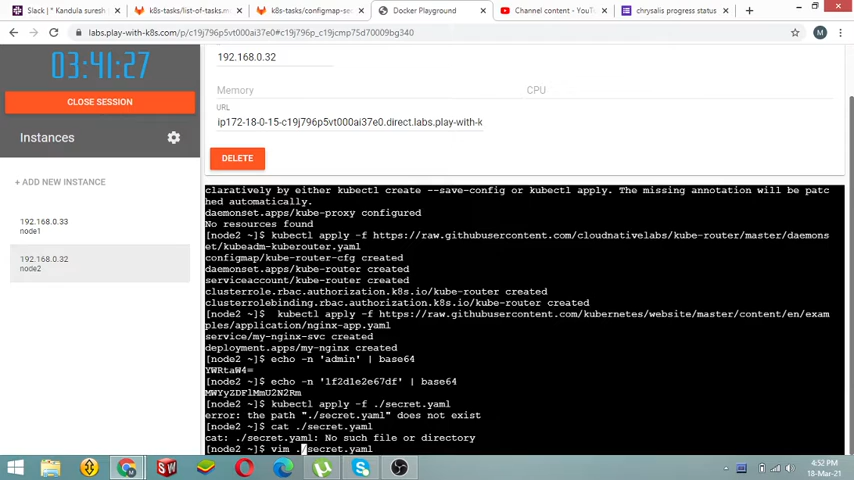 Slack | * Kandula suresh |
k8s-tasks/list-of-tasks.m
k8s-tasks/configmap-se
Docker Playground
Channel content - YouT
chrysalis progress status
labs.play-with-k8s.com/p/c19j796p5vt000ai37e0#c19j796p_c19jcmp75d70009bg340
M
03:41:27
CLOSE SESSION
Instances
+ ADD NEW INSTANCE
192.168.0.33
node1
192.168.0.32
node2
192.168.0.32
Memory
CPU
URL
ip172-18-0-15-c19j796p5vt000ai37e0.direct.labs.play-with-k
DELETE
claratively by either kubectl create --save-config or kubectl apply. The missing annotation will be patc
hed automatically.
daemonset.apps/kube-proxy configured
No resources found
[node2 ~]$ kubectl apply -f https://raw.githubusercontent.com/cloudnativelabs/kube-router/master/daemons
et/kubeadm-kuberouter.yaml
configmap/kube-router-cfg created
daemonset.apps/kube-router created
serviceaccount/kube-router created
clusterrole.rbac.authorization.k8s.io/kube-router created
clusterrolebinding.rbac.authorization.k8s.io/kube-router created
[node2 ~]$  kubectl apply -f https://raw.githubusercontent.com/kubernetes/website/master/content/en/exam
ples/application/nginx-app.yaml
service/my-nginx-svc created
deployment.apps/my-nginx created
[node2 ~]$ echo -n 'admin' | base64
YWRtaW4=
[node2 ~]$ echo -n '1f2d1e2e67df' | base64
MWYyZDFlMmU2N2Rm
[node2 ~]$ kubectl apply -f ./secret.yaml
error: the path "./secret.yaml" does not exist
[node2 ~]$ cat ./secret.yaml
cat: ./secret.yaml: No such file or directory
[node2 ~]$ vim ./secret.yaml
4:52 PM
18-Mar-21